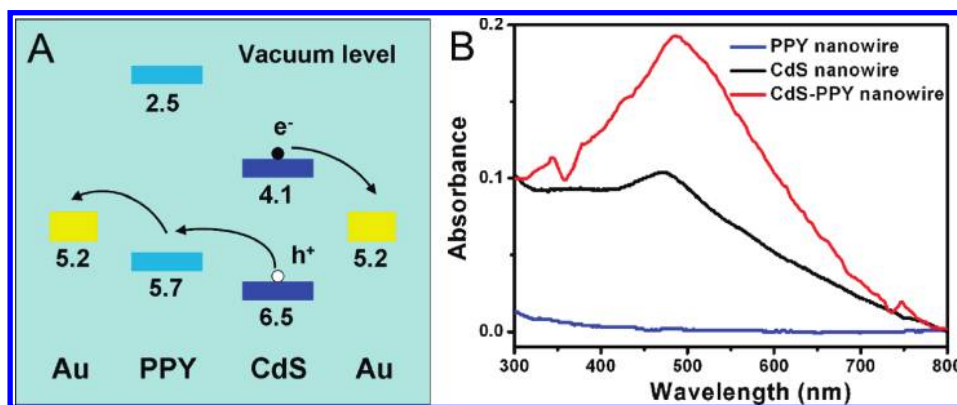 A
Vacuum level
2.5
e-
4.1
5.2
5.7
h+
6.5
5.2
Au PPY CdS Au
B
PPY nanowire
CdS nanowire
CdS-PPY nanowire
Absorbance
0.2
0.1
0.0
300 400 500 600 700 800
Wavelength (nm)